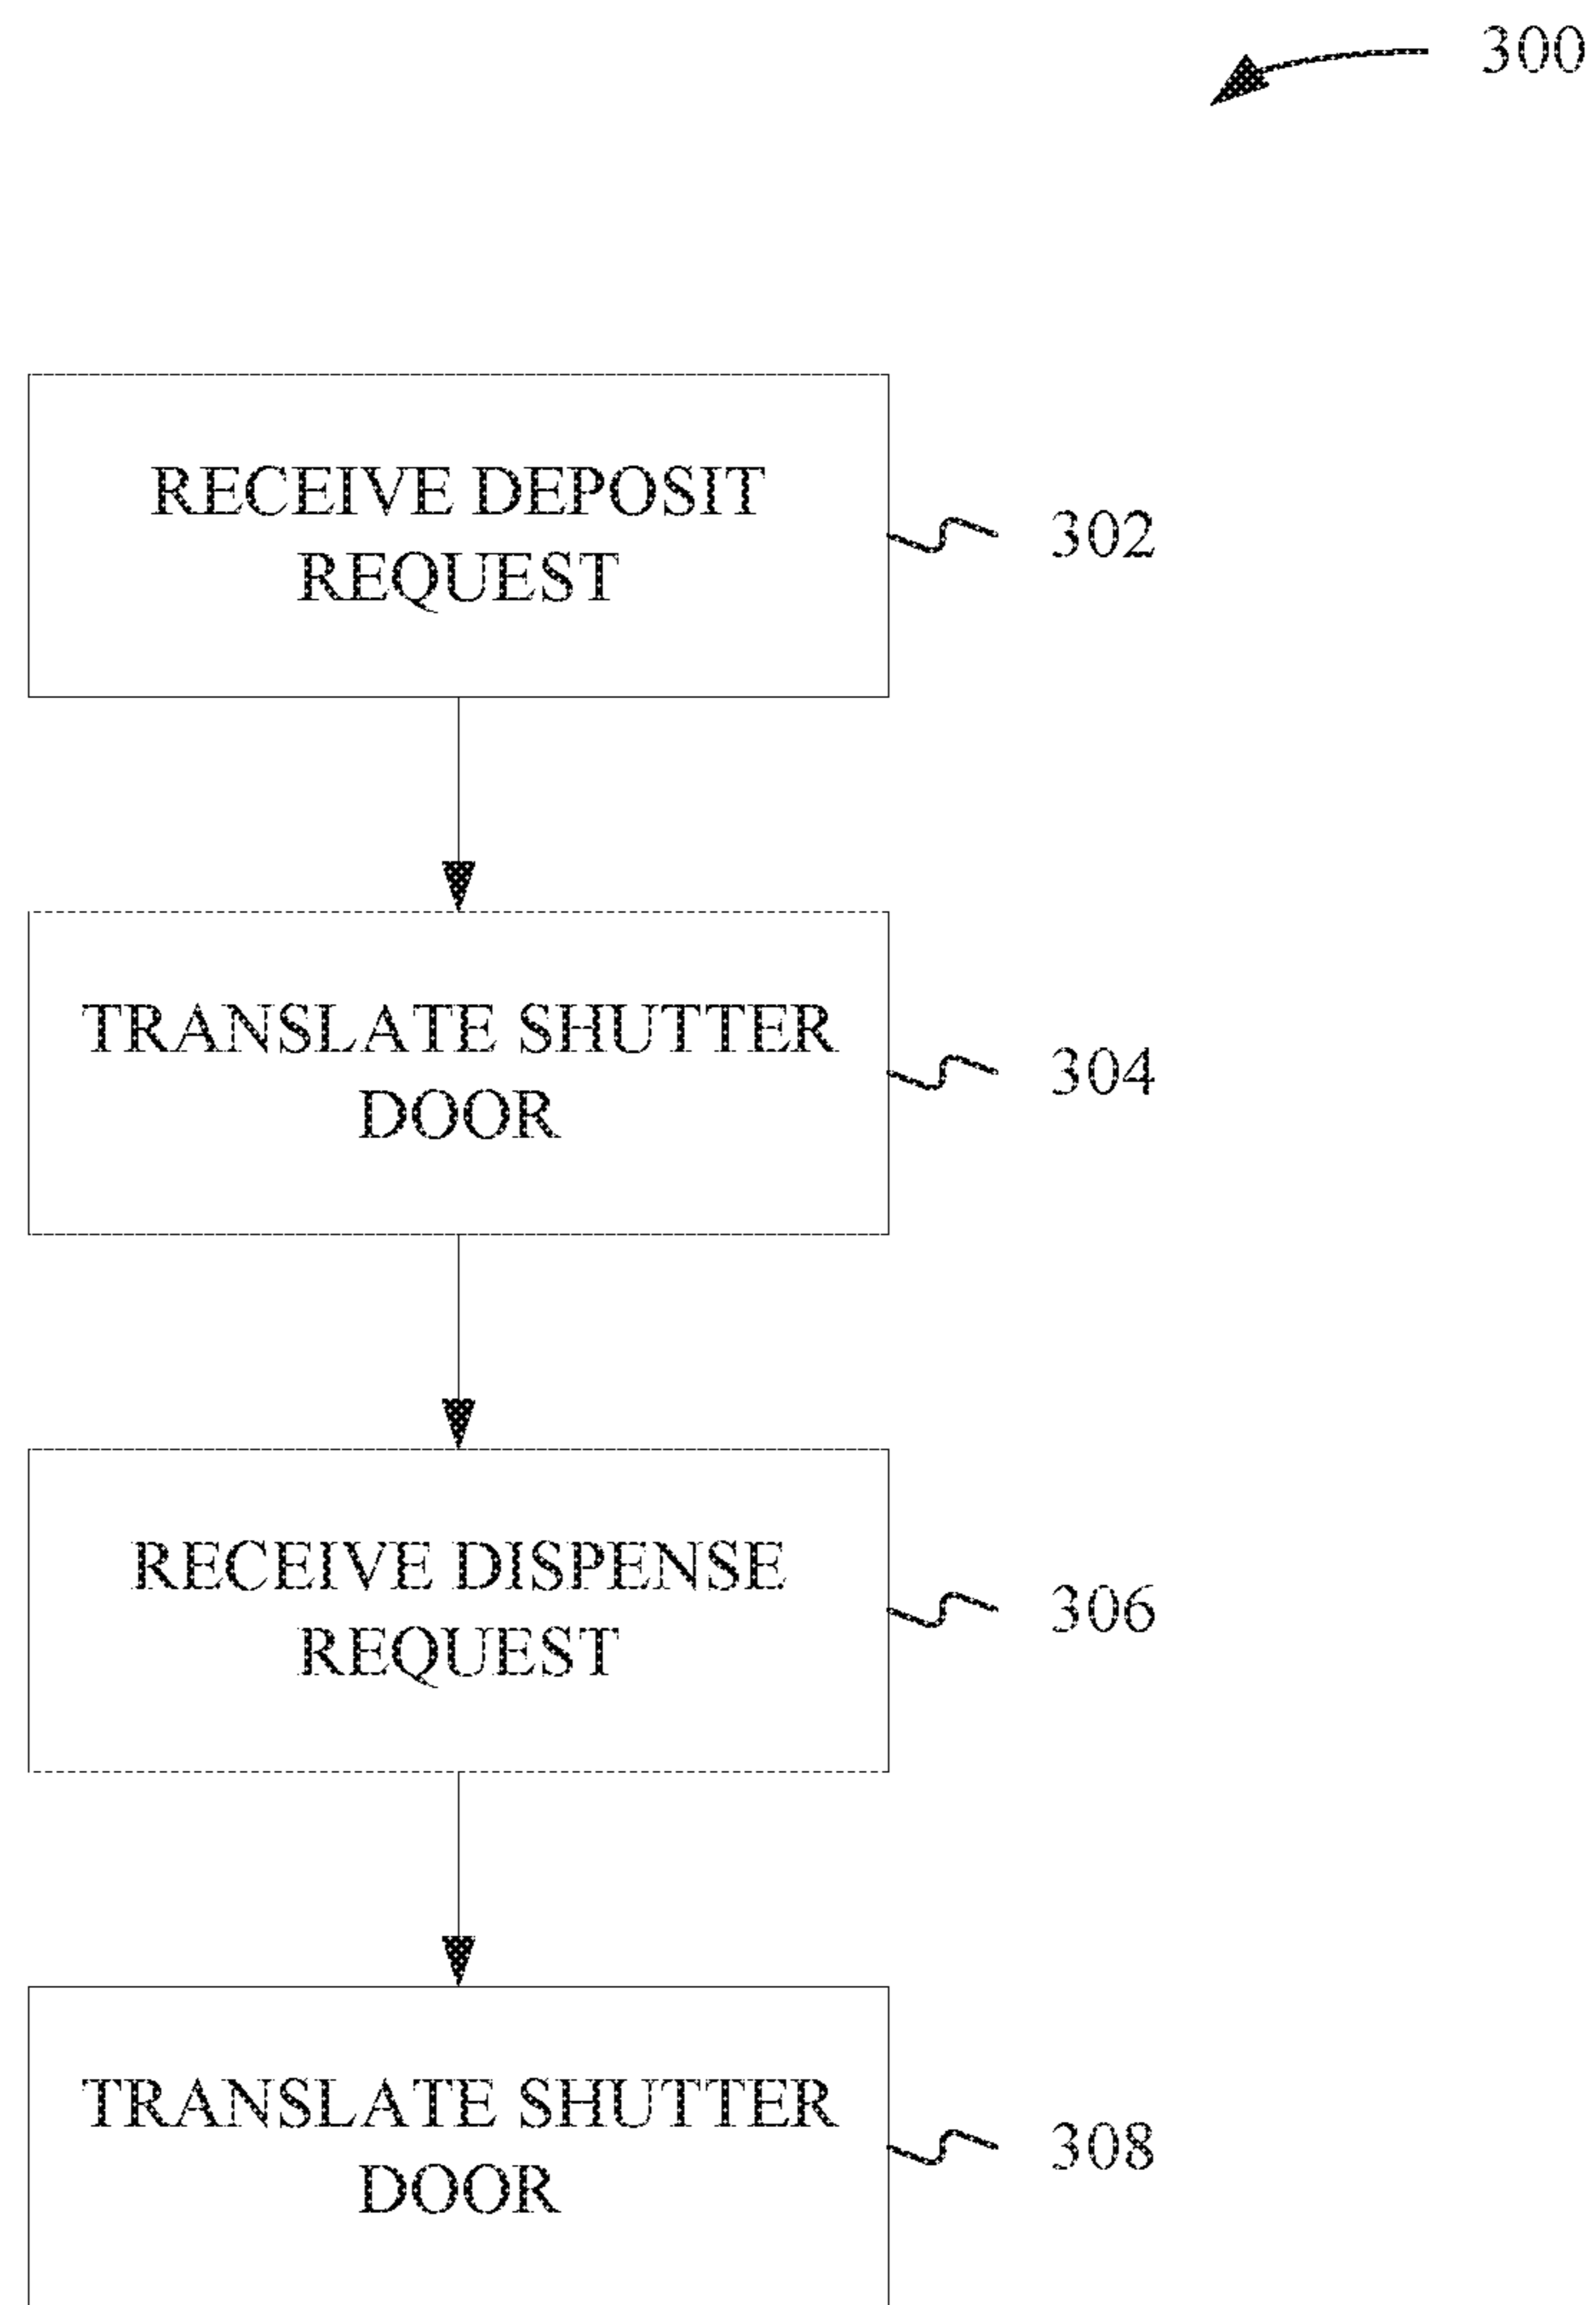 300
RECEIVE DEPOSIT
REQUEST
302
TRANSLATE SHUTTER
DOOR
304
RECEIVE DISPENSE
REQUEST
306
TRANSLATE SHUTTER
DOOR
308